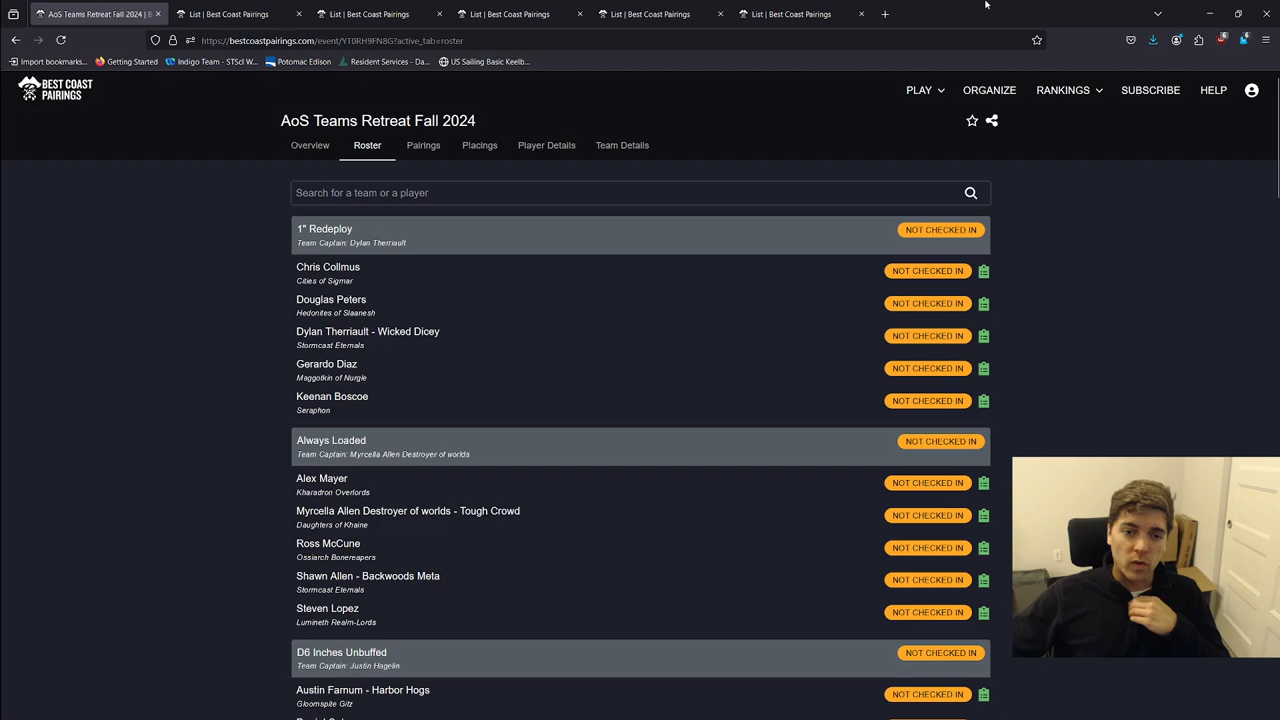 AoS Teams Retreat Fall 2024 | B
List | Best Coast Pairings
List | Best Coast Pairings
List | Best Coast Pairings
List | Best Coast Pairings
List | Best Coast Pairings
https://bestcoastpairings.com/event/YT0RH9FN8G?active_tab=roster
6
6
Import bookmarks...
Getting Started
Indigo Team - STScI W...
Potomac Edison
Resident Services - Da...
US Sailing Basic Keelb...
BEST COAST
PAIRINGS
PLAY
ORGANIZE
RANKINGS
SUBSCRIBE
HELP
AoS Teams Retreat Fall 2024
Overview
Roster
Pairings
Placings
Player Details
Team Details
Search for a team or a player
1" Redeploy
NOT CHECKED IN
Team Captain: Dylan Therriault
Chris Collmus
NOT CHECKED IN
Cities of Sigmar
Douglas Peters
NOT CHECKED IN
Hedonites of Slaanesh
Dylan Therriault - Wicked Dicey
NOT CHECKED IN
Stormcast Eternals
Gerardo Diaz
NOT CHECKED IN
Maggotkin of Nurgle
Keenan Boscoe
NOT CHECKED IN
Seraphon
Always Loaded
NOT CHECKED IN
Team Captain: Myrcella Allen Destroyer of worlds
Alex Mayer
NOT CHECKED IN
Kharadron Overlords
Myrcella Allen Destroyer of worlds - Tough Crowd
NOT CHECKED IN
Daughters of Khaine
Ross McCune
NOT CHECKED IN
Ossiarch Bonereapers
Shawn Allen - Backwoods Meta
NOT CHECKED IN
Stormcast Eternals
Steven Lopez
NOT CHECKED IN
Lumineth Realm-Lords
D6 Inches Unbuffed
NOT CHECKED IN
Team Captain: Justin Hagelin
Austin Farnum - Harbor Hogs
NOT CHECKED IN
Gloomspite Gitz